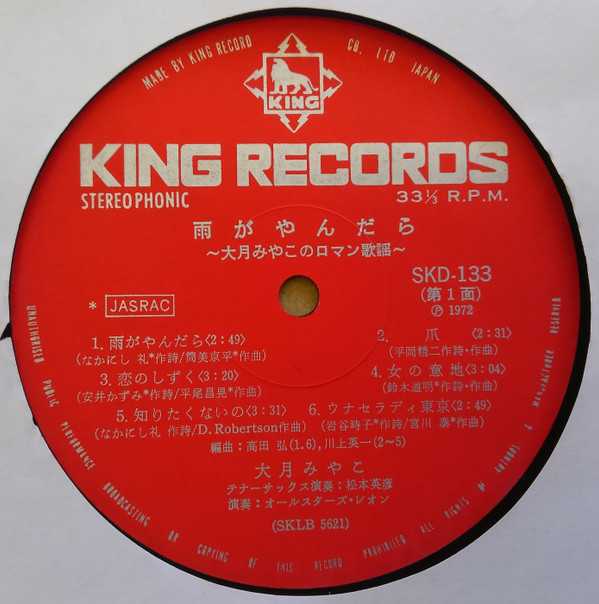 MADE BY KING RECORD CO. LTD JAPAN
KING
KING RECORDS
STEREOPHONIC
33⅓ R.P.M.
雨がやんだら
〜大月みやこのロマン歌謡〜
SKD-133
(第1面)
Ⓟ 1972
* JASRAC
1. 雨がやんだら〈2:49〉
(なかにし 礼*作詩/筒美京平*作曲)
2. 爪〈2:31〉
(平岡精二作詩・作曲)
3. 恋のしずく〈3:20〉
(安井かずみ*作詩/平尾昌晃*作曲)
4. 女の意地〈3:04〉
(鈴木道明*作詩・作曲)
5. 知りたくないの〈3:31〉
(なかにし礼 作詩/D. Robertson作曲)
6. ウナセラディ東京〈2:49〉
(岩谷時子*作詩/宮川 泰*作曲)
編曲：高田 弘(1.6),川上英一(2~5)
大月みやこ
テナーサックス演奏：松本英彦
演奏：オールスターズ・レオン
(SKLB 5621)
UNAUTHORISED PUBLIC PERFORMANCE BROADCASTING OR COPYING OF THIS RECORD PROHIBITED ALL RIGHTS OF AUTHORS & MANUFACTURER RESERVED